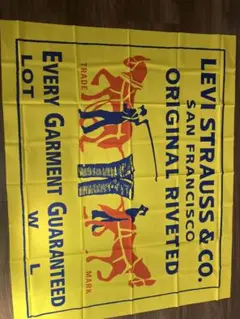 LEVI STRAUSS & CO.
SAN FRANCISCO
ORIGINAL RIVETED
TRADE MARK
EVERY GARMENT GUARANTEED
LOT W L